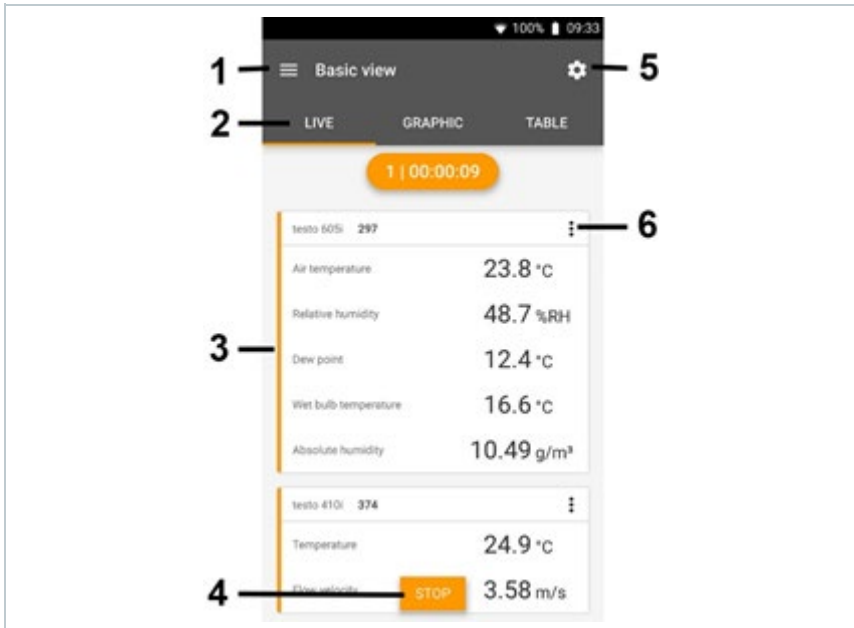 100% 09:33
1 Basic view 5
2 LIVE GRAPHIC TABLE
1 | 00:00:09
testo 605i 297 6
Air temperature 23.8 °C
Relative humidity 48.7 %RH
3 Dew point 12.4 °C
Wet bulb temperature 16.6 °C
Absolute humidity 10.49 g/m³
testo 410i 374
Temperature 24.9 °C
4 Flow velocity STOP 3.58 m/s